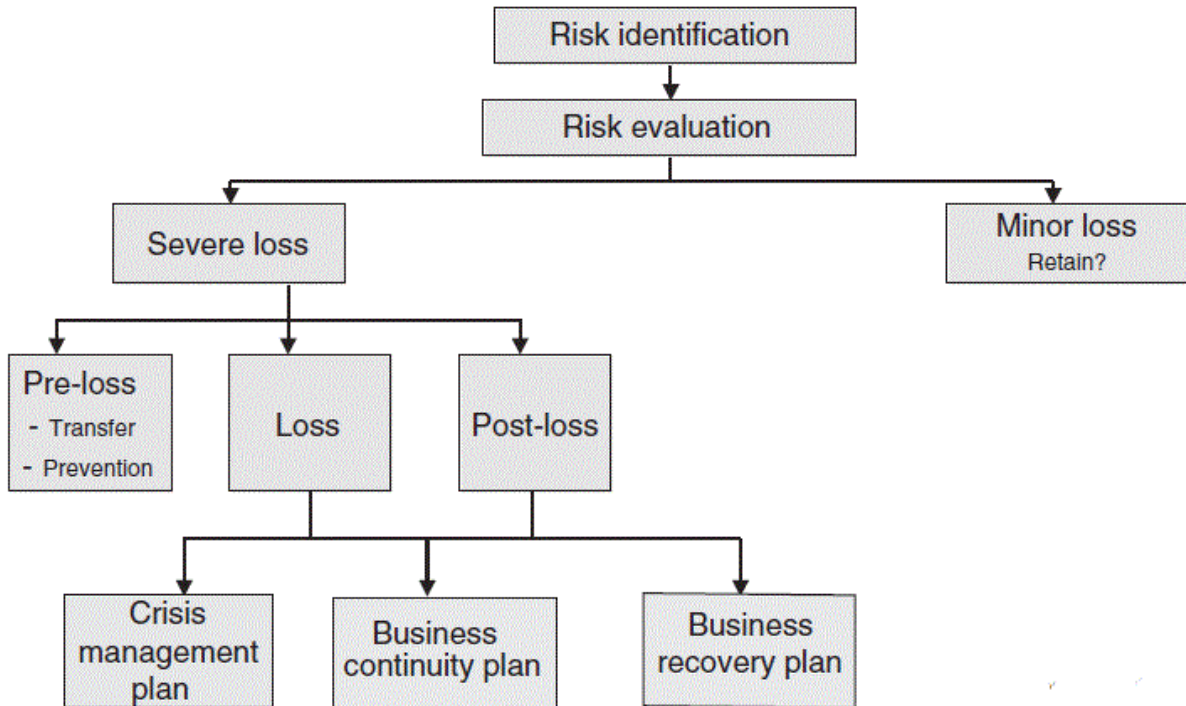 Risk identification
Risk evaluation
Severe loss
Minor loss
Retain?
Pre-loss
- Transfer
- Prevention
Loss
Post-loss
Crisis
management
plan
Business
continuity plan
Business
recovery plan